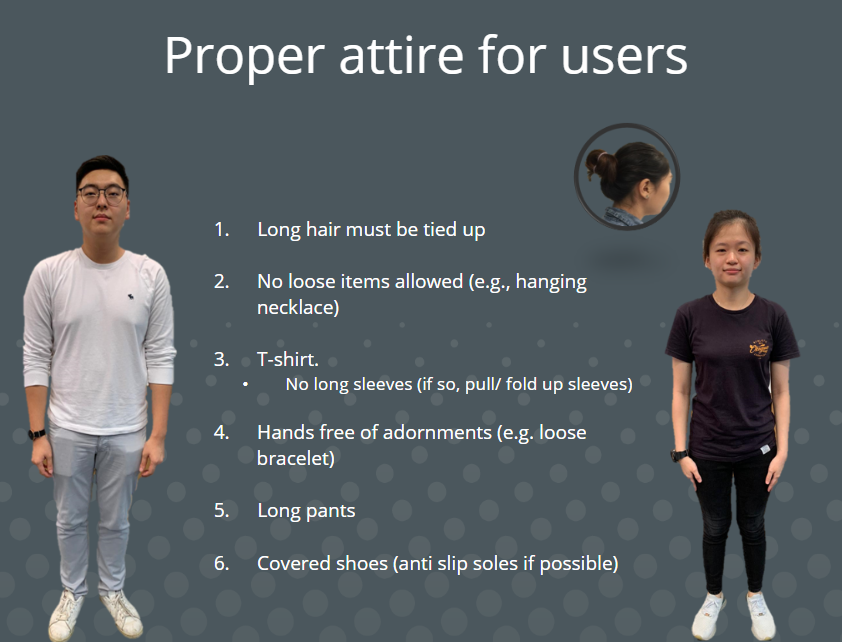 Proper attire for users
1. Long hair must be tied up
2. No loose items allowed (e.g., hanging
necklace)
3. T-shirt.
• No long sleeves (if so, pull/ fold up sleeves)
4. Hands free of adornments (e.g. loose
bracelet)
5. Long pants
6. Covered shoes (anti slip soles if possible)